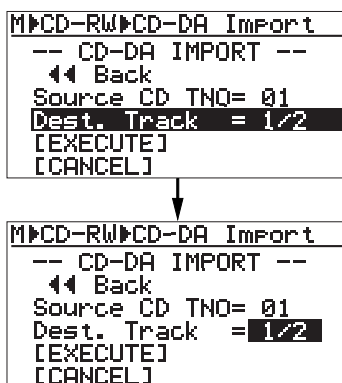 M▶CD-RW▶CD-DA Import
-- CD-DA IMPORT --
◀◀ Back
Source CD TNO= 01
Dest. Track = 1/2
[EXECUTE]
[CANCEL]
M▶CD-RW▶CD-DA Import
-- CD-DA IMPORT --
◀◀ Back
Source CD TNO= 01
Dest. Track = 1/2
[EXECUTE]
[CANCEL]